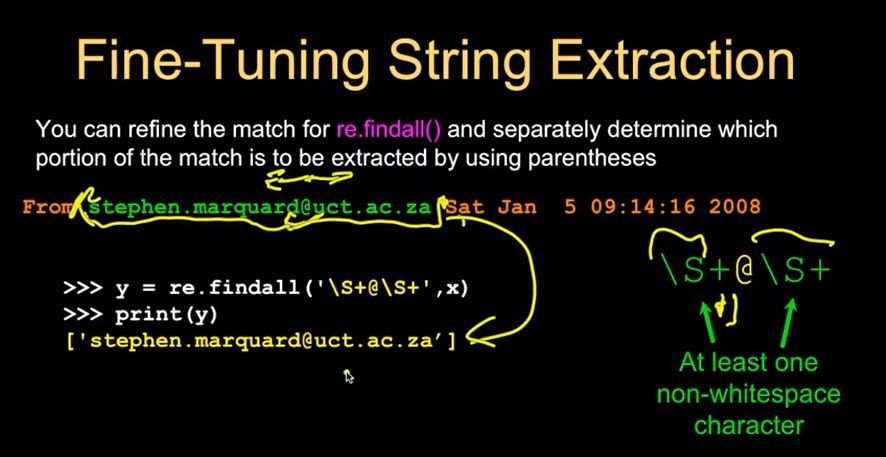 Fine-Tuning String Extraction
You can refine the match for re.findall() and separately determine which
portion of the match is to be extracted by using parentheses
From stephen.marquard@uct.ac.za Sat Jan  5 09:14:16 2008
\S+@\S+
>>> y = re.findall('\S+@\S+',x)
>>> print(y)
['stephen.marquard@uct.ac.za’]
At least one
non-whitespace
character